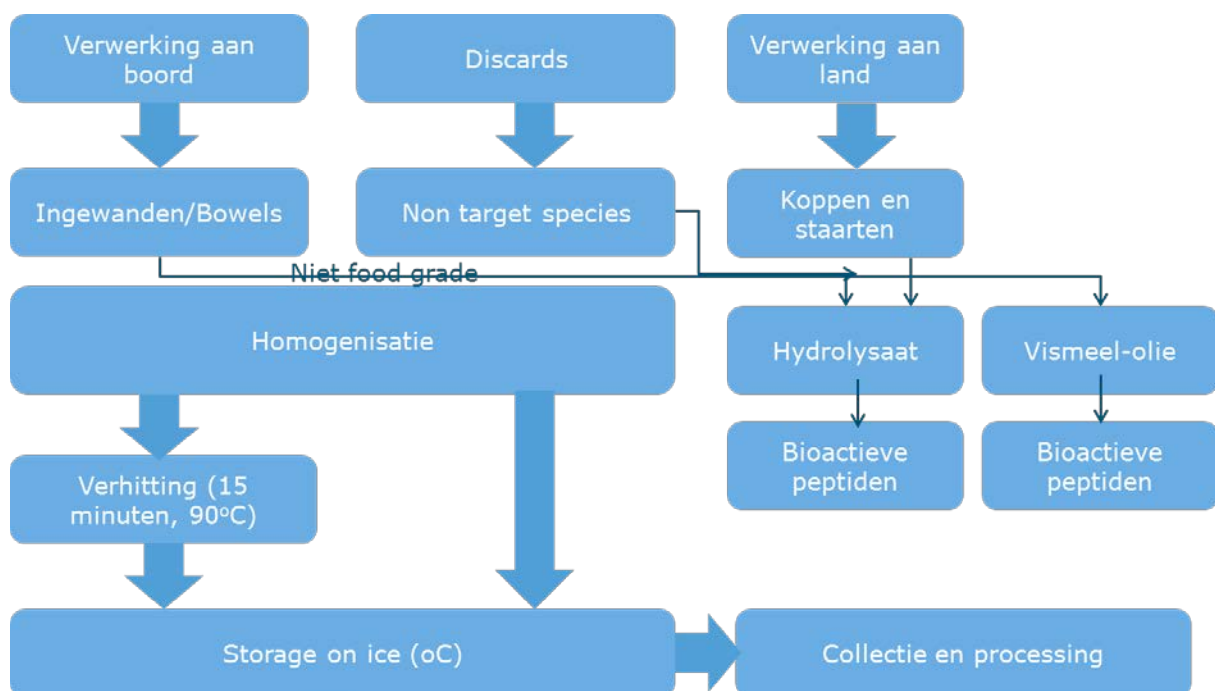 Verwerking aan
boord
Discards
Verwerking aan
land
Ingewanden/Bowels
Non target species
Koppen en
staarten
Niet food grade
Homogenisatie
Hydrolysaat
Vismeel-olie
Bioactieve
peptiden
Bioactieve
peptiden
Verhitting (15
minuten, 90°C)
Storage on ice (oC)
Collectie en processing